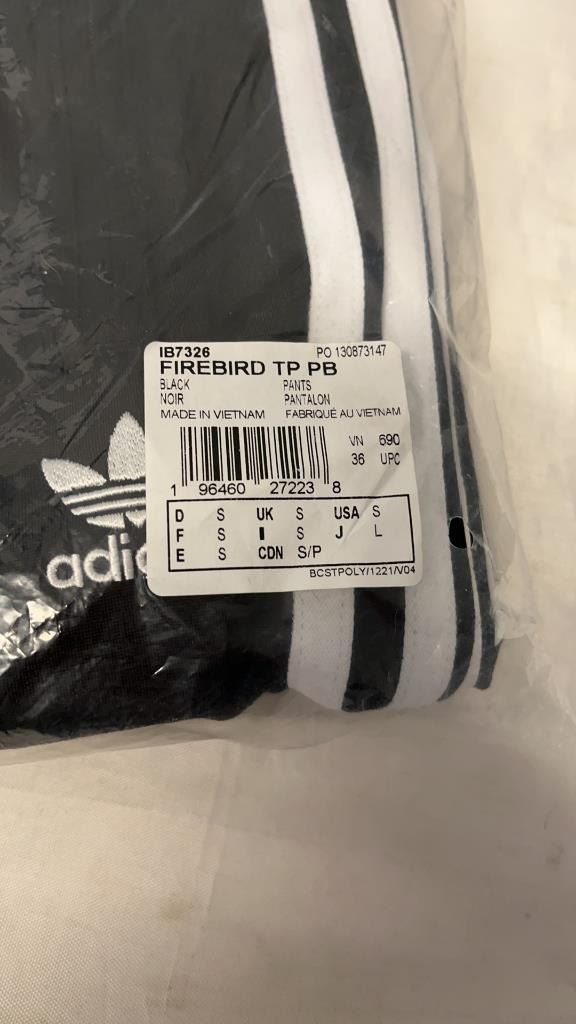 IB7326 PO 130873147
FIREBIRD TP PB
BLACK PANTS
NOIR PANTALON
MADE IN VIETNAM FABRIQUÉ AU VIETNAM
VN 690
36 UPC
1 96460 27223 8
D S UK S USA S
F S I S J L
E S CDN S/P
BCSTPOLY/1221/V04
adid